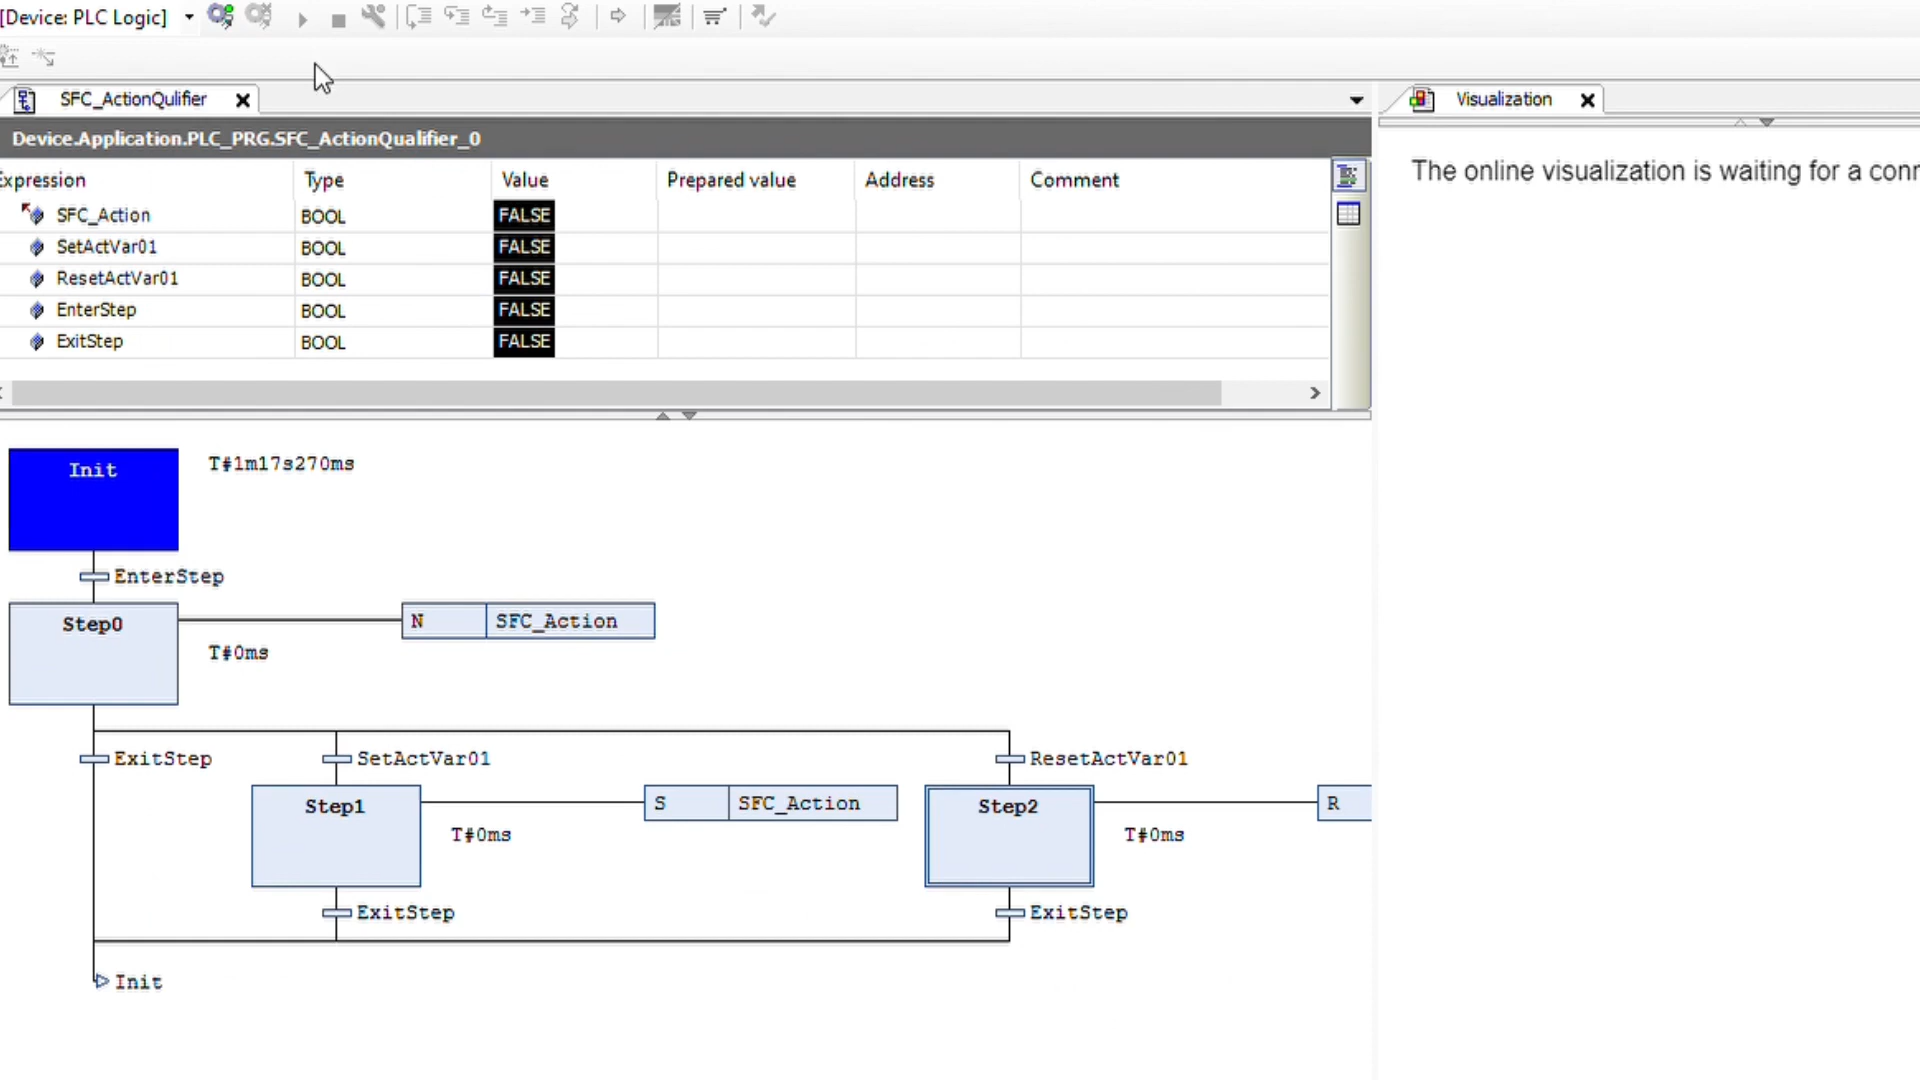 [Device: PLC Logic]
SFC_ActionQulifier
Visualization
Device.Application.PLC_PRG.SFC_ActionQualifier_0
The online visualization is waiting for a conn
Expression Type Value Prepared value Address Comment
SFC_Action BOOL FALSE
SetActVar01 BOOL FALSE
ResetActVar01 BOOL FALSE
EnterStep BOOL FALSE
ExitStep BOOL FALSE
Init T#1m17s270ms
EnterStep
Step0 N SFC_Action
T#0ms
ExitStep SetActVar01 ResetActVar01
Step1 S SFC_Action Step2 R
T#0ms T#0ms
ExitStep ExitStep
Init